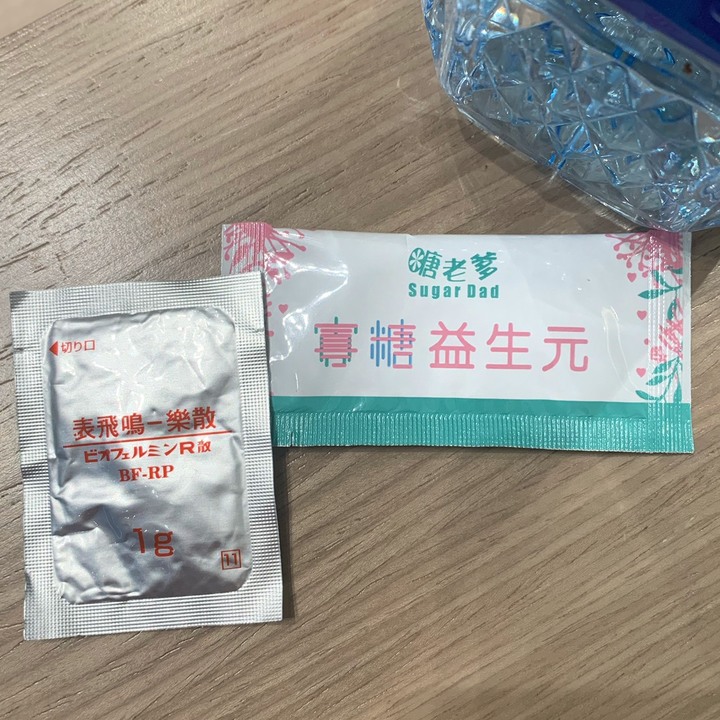 切り口
表飛鳴-樂散
ビオフェルミンR散
BF-RP
1g
11
糖老爹
Sugar Dad
寡糖益生元